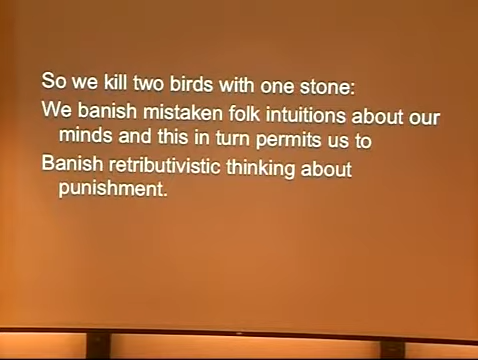 So we kill two birds with one stone:
We banish mistaken folk intuitions about our
minds and this in turn permits us to
Banish retributivistic thinking about
punishment.